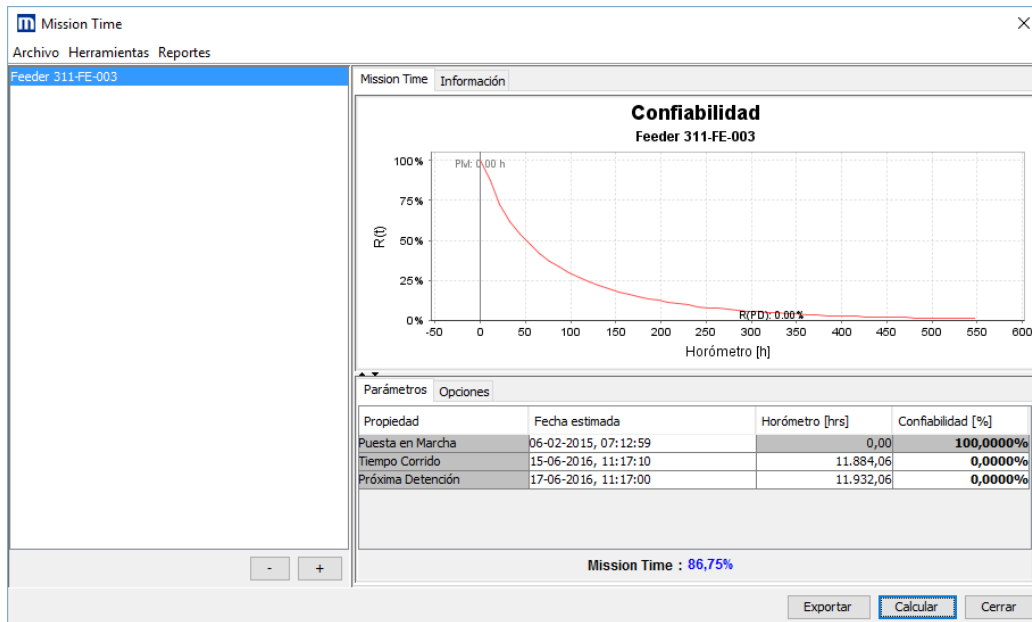 m Mission Time ×
Archivo Herramientas Reportes
Feeder 311-FE-003
Mission Time Información
Confiabilidad
Feeder 311-FE-003
PM: 0.00 h
100%
75%
50%
25%
0%
R(t)
R(PD): 0.00%
-50 0 50 100 150 200 250 300 350 400 450 500 550 600
Horómetro [h]
Parámetros Opciones
Propiedad Fecha estimada Horómetro [hrs] Confiabilidad [%]
Puesta en Marcha 06-02-2015, 07:12:59 0,00 100,0000%
Tiempo Corrido 15-06-2016, 11:17:10 11.884,06 0,0000%
Próxima Detención 17-06-2016, 11:17:00 11.932,06 0,0000%
- +
Mission Time : 86,75%
Exportar Calcular Cerrar